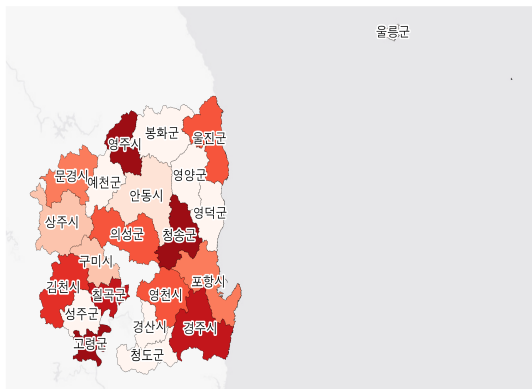 울릉군
봉화군
울진군
영주시
문경시
예천군
영양군
안동시
영덕군
상주시
의성군
청송군
구미시
포항시
김천시
칠곡군
영천시
성주군
경산시
경주시
고령군
청도군